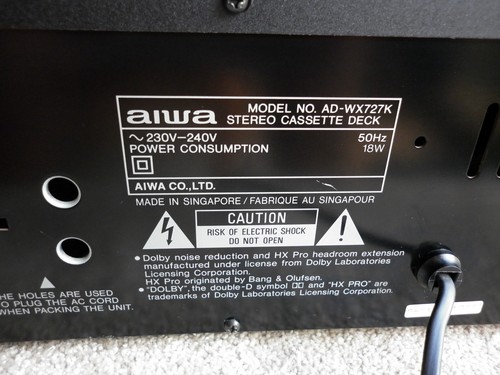 aiwa
MODEL NO. AD-WX727K
STEREO CASSETTE DECK
~ 230V–240V 50Hz
POWER CONSUMPTION 18W
AIWA CO.,LTD.
MADE IN SINGAPORE/FABRIQUE AU SINGAPOUR
CAUTION
RISK OF ELECTRIC SHOCK
DO NOT OPEN
• Dolby noise reduction and HX Pro headroom extension
manufactured under license from Dolby Laboratories
Licensing Corporation.
HX Pro originated by Bang & Olufsen.
• "DOLBY", the double-D symbol and "HX PRO" are
trademarks of Dolby Laboratories Licensing Corporation.
HOLES ARE USED
TO PLUG THE AC CORD
WHEN PACKING THE UNIT.